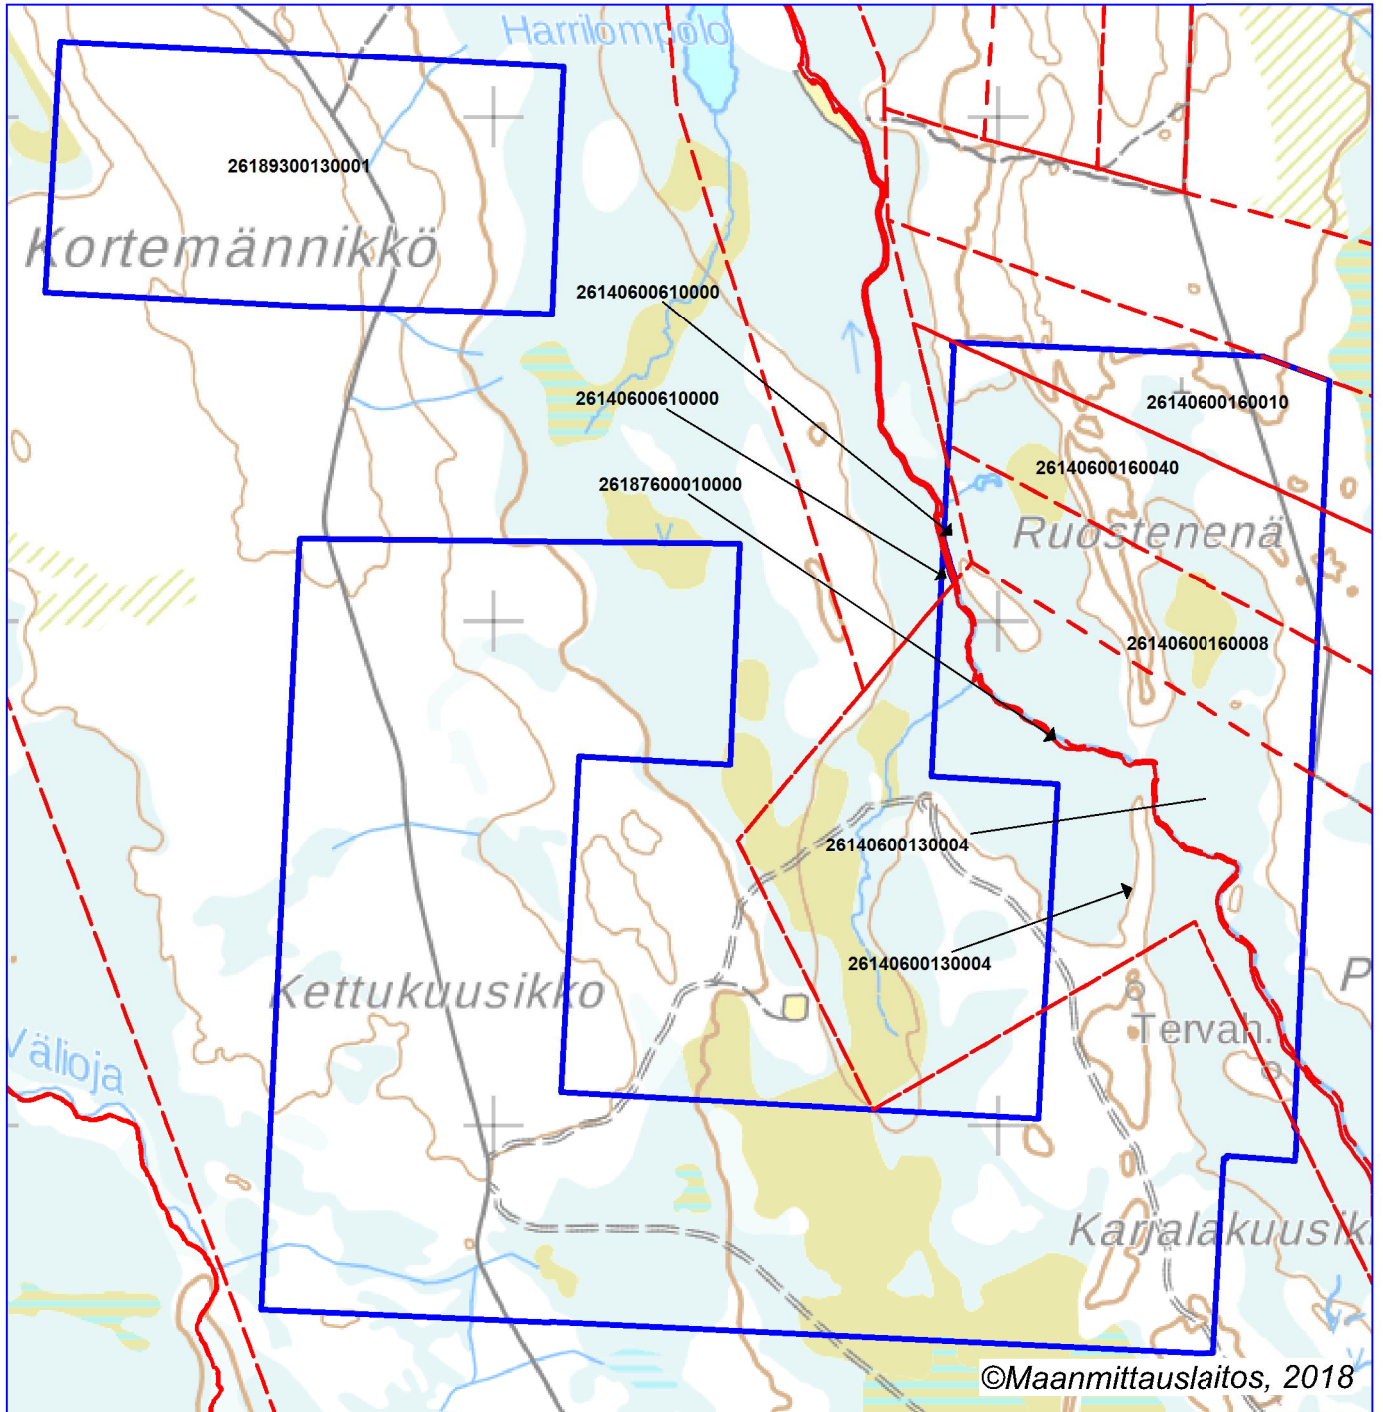 Harrilompolo
26189300130001
Kortemännikkö
26140600610000
26140600610000
26140600160010
26140600160040
26187600010000
Ruostenenä
26140600160008
26140600130004
26140600130004
Kettukuusikko
P
Tervah.
Välioja
Karjalakuusik
©Maanmittauslaitos, 2018